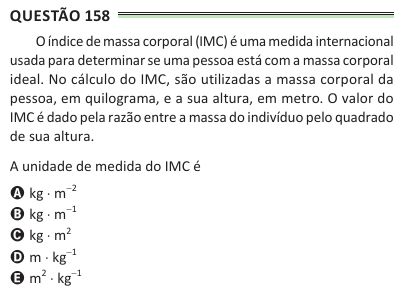 QUESTÃO 158
O índice de massa corporal (IMC) é uma medida internacional
usada para determinar se uma pessoa está com a massa corporal
ideal. No cálculo do IMC, são utilizadas a massa corporal da
pessoa, em quilograma, e a sua altura, em metro. O valor do
IMC é dado pela razão entre a massa do indivíduo pelo quadrado
de sua altura.
A unidade de medida do IMC é
A kg · m⁻²
B kg · m⁻¹
C kg · m²
D m · kg⁻¹
E m² · kg⁻¹